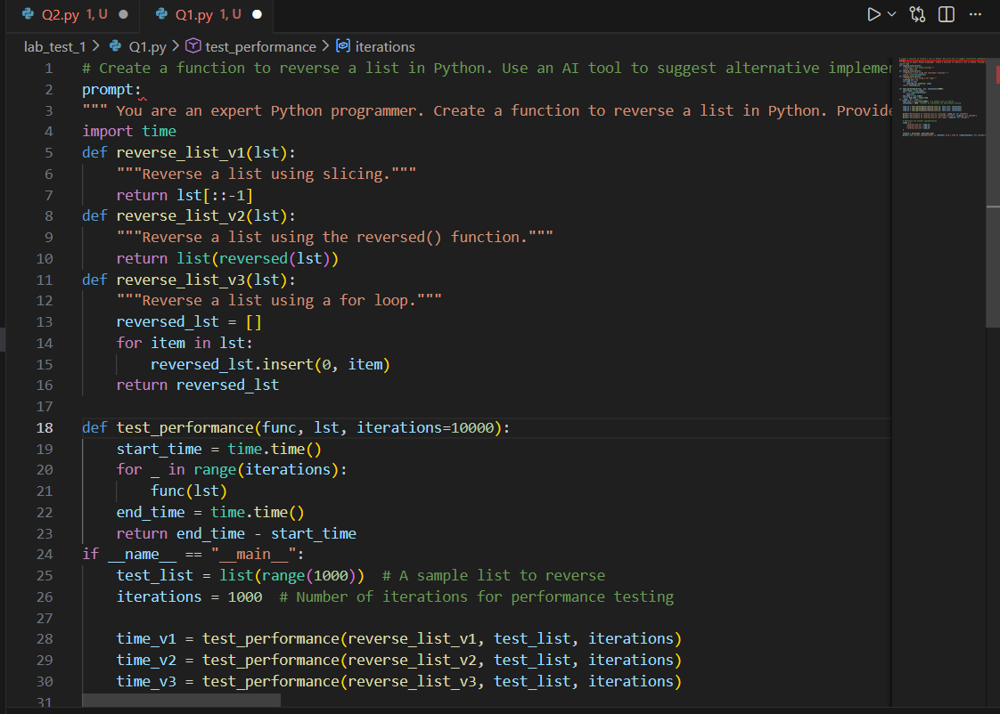 Q2.py 1, U
Q1.py 1, U
lab_test_1 > Q1.py > test_performance > iterations
1 # Create a function to reverse a list in Python. Use an AI tool to suggest alternative implemen
2 prompt:
3 """ You are an expert Python programmer. Create a function to reverse a list in Python. Provide
4 import time
5 def reverse_list_v1(lst):
6     """Reverse a list using slicing."""
7     return lst[::-1]
8 def reverse_list_v2(lst):
9     """Reverse a list using the reversed() function."""
10     return list(reversed(lst))
11 def reverse_list_v3(lst):
12     """Reverse a list using a for loop."""
13     reversed_lst = []
14     for item in lst:
15         reversed_lst.insert(0, item)
16     return reversed_lst
17
18 def test_performance(func, lst, iterations=10000):
19     start_time = time.time()
20     for _ in range(iterations):
21         func(lst)
22     end_time = time.time()
23     return end_time - start_time
24 if __name__ == "__main__":
25     test_list = list(range(1000))  # A sample list to reverse
26     iterations = 1000  # Number of iterations for performance testing
27
28     time_v1 = test_performance(reverse_list_v1, test_list, iterations)
29     time_v2 = test_performance(reverse_list_v2, test_list, iterations)
30     time_v3 = test_performance(reverse_list_v3, test_list, iterations)
31